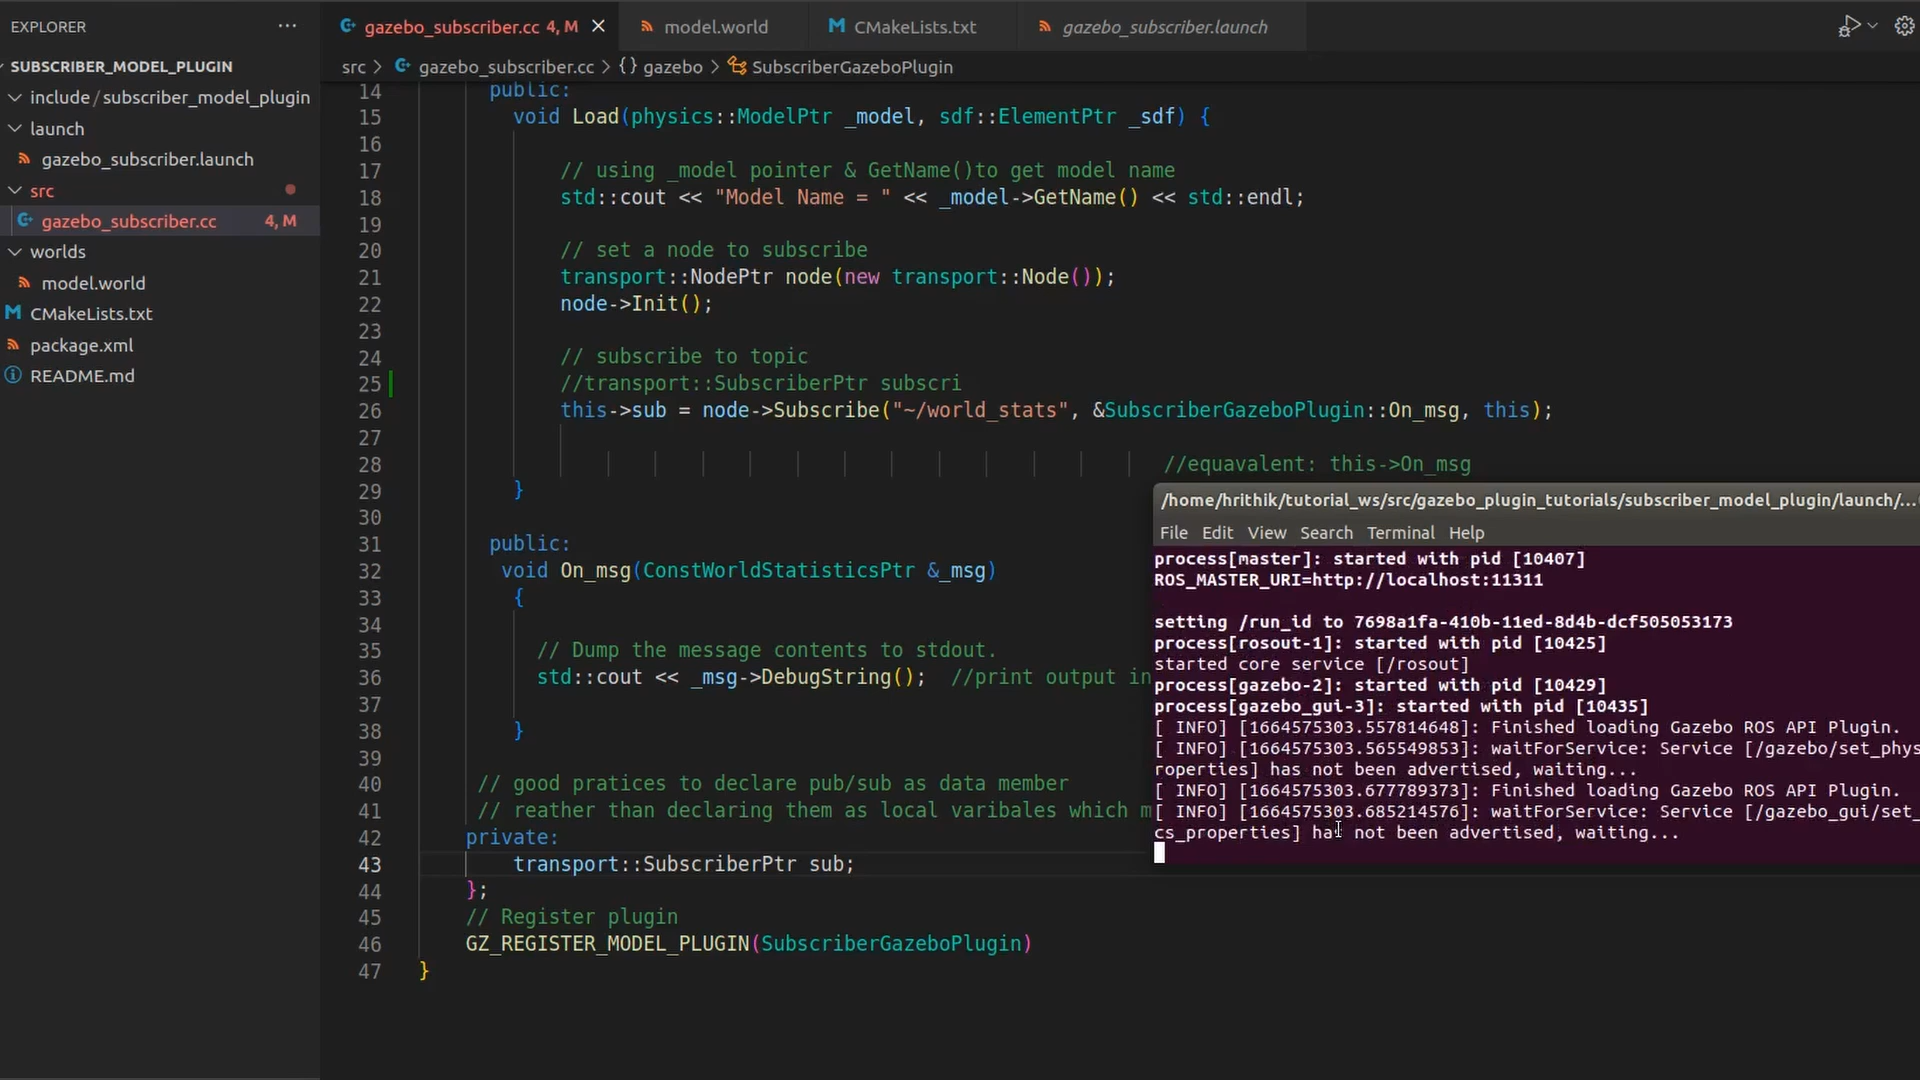 EXPLORER
SUBSCRIBER_MODEL_PLUGIN
include/subscriber_model_plugin
launch
gazebo_subscriber.launch
src
gazebo_subscriber.cc 4, M
worlds
model.world
CMakeLists.txt
package.xml
README.md
gazebo_subscriber.cc 4, M
model.world
CMakeLists.txt
gazebo_subscriber.launch
src > gazebo_subscriber.cc > {} gazebo > SubscriberGazeboPlugin
14 public:
15 void Load(physics::ModelPtr _model, sdf::ElementPtr _sdf) {
16
17 // using _model pointer & GetName()to get model name
18 std::cout << "Model Name = " << _model->GetName() << std::endl;
19
20 // set a node to subscribe
21 transport::NodePtr node(new transport::Node());
22 node->Init();
23
24 // subscribe to topic
25 //transport::SubscriberPtr subscri
26 this->sub = node->Subscribe("~/world_stats", &SubscriberGazeboPlugin::On_msg, this);
27
28 //equavalent: this->On_msg
29 }
30
31 public:
32 void On_msg(ConstWorldStatisticsPtr &_msg)
33 {
34
35 // Dump the message contents to stdout.
36 std::cout << _msg->DebugString(); //print output in
37
38 }
39
40 // good pratices to declare pub/sub as data member
41 // reather than declaring them as local varibales which m
42 private:
43 transport::SubscriberPtr sub;
44 };
45 // Register plugin
46 GZ_REGISTER_MODEL_PLUGIN(SubscriberGazeboPlugin)
47 }
/home/hrithik/tutorial_ws/src/gazebo_plugin_tutorials/subscriber_model_plugin/launch/...
File Edit View Search Terminal Help
process[master]: started with pid [10407]
ROS_MASTER_URI=http://localhost:11311
setting /run_id to 7698a1fa-410b-11ed-8d4b-dcf505053173
process[rosout-1]: started with pid [10425]
started core service [/rosout]
process[gazebo-2]: started with pid [10429]
process[gazebo_gui-3]: started with pid [10435]
[ INFO] [1664575303.557814648]: Finished loading Gazebo ROS API Plugin.
[ INFO] [1664575303.565549853]: waitForService: Service [/gazebo/set_phys
roperties] has not been advertised, waiting...
[ INFO] [1664575303.677789373]: Finished loading Gazebo ROS API Plugin.
[ INFO] [1664575303.685214576]: waitForService: Service [/gazebo_gui/set_
cs_properties] has not been advertised, waiting...